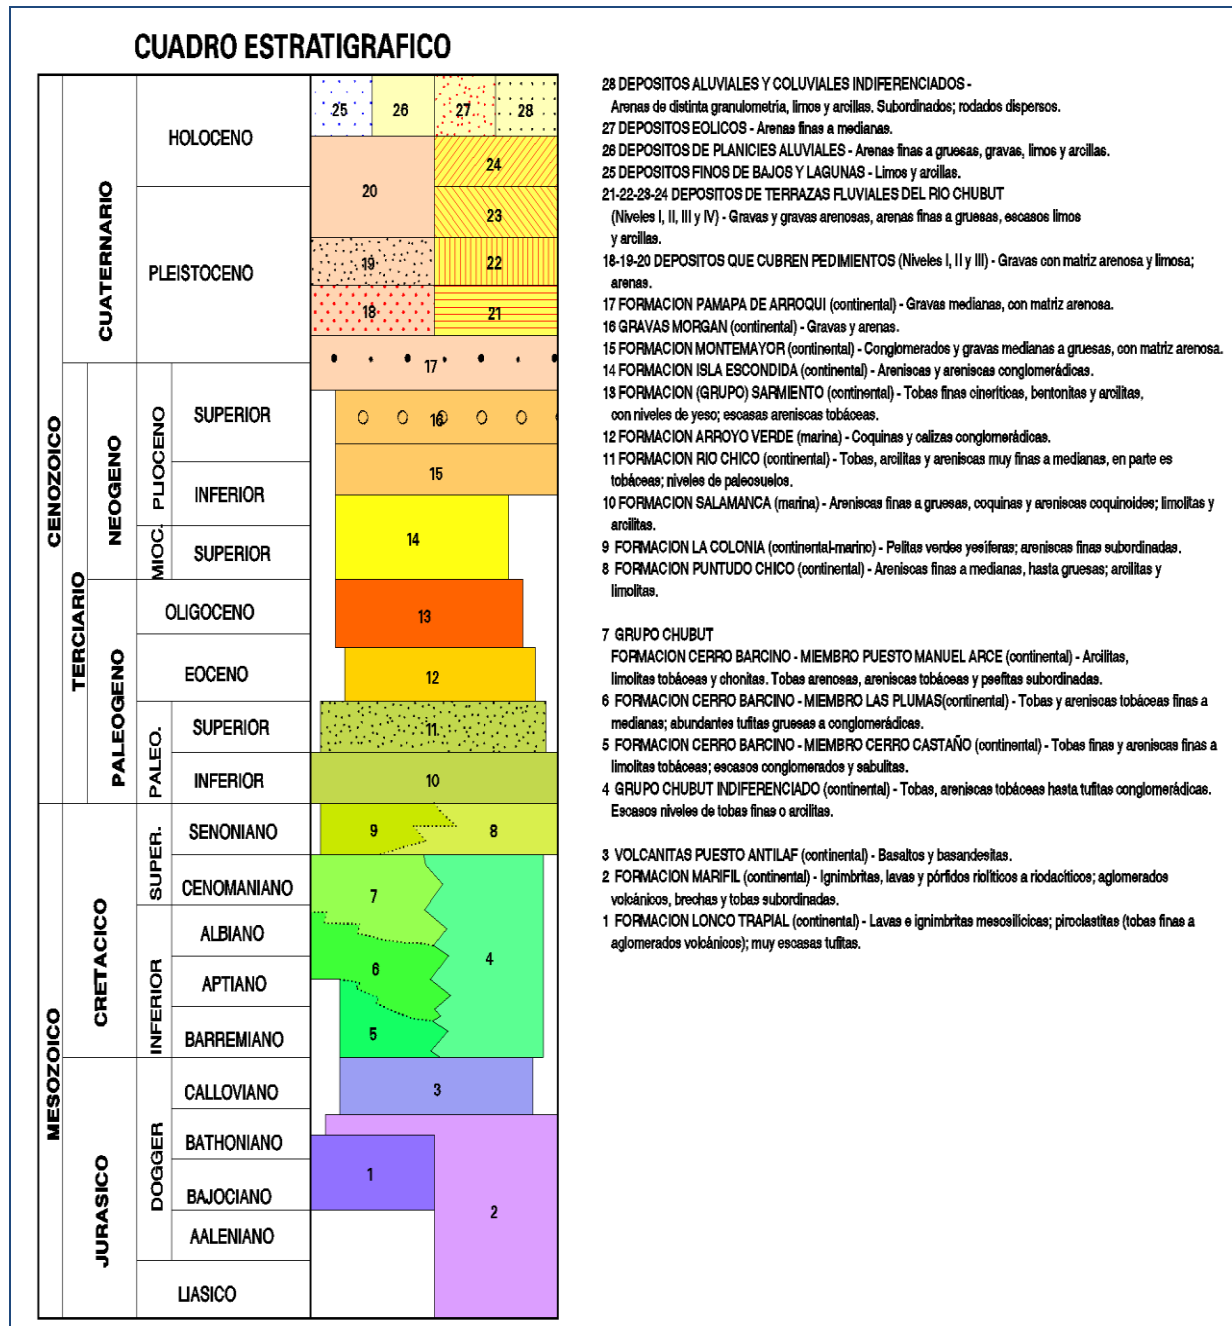 CUADRO ESTRATIGRAFICO
CENOZOICO
MESOZOICO
CUATERNARIO
TERCIARIO
NEOGENO
PALEOGENO
CRETACICO
JURASICO
HOLOCENO
PLEISTOCENO
PLIOCENO
SUPERIOR
INFERIOR
MIOC.
SUPERIOR
OLIGOCENO
EOCENO
PALEO.
SUPERIOR
INFERIOR
SUPER.
SENONIANO
CENOMANIANO
INFERIOR
ALBIANO
APTIANO
BARREMIANO
DOGGER
CALLOVIANO
BATHONIANO
BAJOCIANO
AALENIANO
LIASICO
25 26 27 28
24
20
23
19 22
18 21
17
16
15
14
13
12
11
10
9 8
7
6 4
5
3
1
2
28 DEPOSITOS ALUVIALES Y COLUVIALES INDIFERENCIADOS -
Arenas de distinta granulometría, limos y arcillas. Subordinados; rodados dispersos.
27 DEPOSITOS EOLICOS - Arenas finas a medianas.
26 DEPOSITOS DE PLANICIES ALUVIALES - Arenas finas a gruesas, gravas, limos y arcillas.
25 DEPOSITOS FINOS DE BAJOS Y LAGUNAS - Limos y arcillas.
21-22-23-24 DEPOSITOS DE TERRAZAS FLUVIALES DEL RIO CHUBUT
(Niveles I, II, III y IV) - Gravas y gravas arenosas, arenas finas a gruesas, escasos limos
y arcillas.
18-19-20 DEPOSITOS QUE CUBREN PEDIMIENTOS (Niveles I, II y III) - Gravas con matriz arenosa y limosa;
arenas.
17 FORMACION PAMAPA DE ARROQUI (continental) - Gravas medianas, con matriz arenosa.
16 GRAVAS MORGAN (continental) - Gravas y arenas.
15 FORMACION MONTEMAYOR (continental) - Conglomerados y gravas medianas a gruesas, con matriz arenosa.
14 FORMACION ISLA ESCONDIDA (continental) - Areniscas y areniscas conglomerádicas.
13 FORMACION (GRUPO) SARMIENTO (continental) - Tobas finas cineríticas, bentonitas y arcilitas,
con niveles de yeso; escasas areniscas tobáceas.
12 FORMACION ARROYO VERDE (marina) - Coquinas y calizas conglomerádicas.
11 FORMACION RIO CHICO (continental) - Tobas, arcilitas y areniscas muy finas a medianas, en parte es
tobáceas; niveles de paleosuelos.
10 FORMACION SALAMANCA (marina) - Areniscas finas a gruesas, coquinas y areniscas coquinoides; limolitas y
arcilitas.
9 FORMACION LA COLONIA (continental-marino) - Pelitas verdes yesíferas; areniscas finas subordinadas.
8 FORMACION PUNTUDO CHICO (continental) - Areniscas finas a medianas, hasta gruesas; arcilitas y
limolitas.
7 GRUPO CHUBUT
FORMACION CERRO BARCINO - MIEMBRO PUESTO MANUEL ARCE (continental) - Arcilitas,
limolitas tobáceas y chonitas. Tobas arenosas, areniscas tobáceas y psefitas subordinadas.
6 FORMACION CERRO BARCINO - MIEMBRO LAS PLUMAS(continental) - Tobas y areniscas tobáceas finas a
medianas; abundantes tufitas gruesas a conglomerádicas.
5 FORMACION CERRO BARCINO - MIEMBRO CERRO CASTAÑO (continental) - Tobas finas y areniscas finas a
limolitas tobáceas; escasos conglomerados y sabulitas.
4 GRUPO CHUBUT INDIFERENCIADO (continental) - Tobas, areniscas tobáceas hasta tufitas conglomerádicas.
Escasos niveles de tobas finas o arcilitas.
3 VOLCANITAS PUESTO ANTILAF (continental) - Basaltos y basandesitas.
2 FORMACION MARIFIL (continental) - Ignimbritas, lavas y pórfidos riolíticos a riodacíticos; aglomerados
volcánicos, brechas y tobas subordinadas.
1 FORMACION LONCO TRAPIAL (continental) - Lavas e ignimbritas mesosilícicas; piroclastitas (tobas finas a
aglomerados volcánicos); muy escasas tufitas.